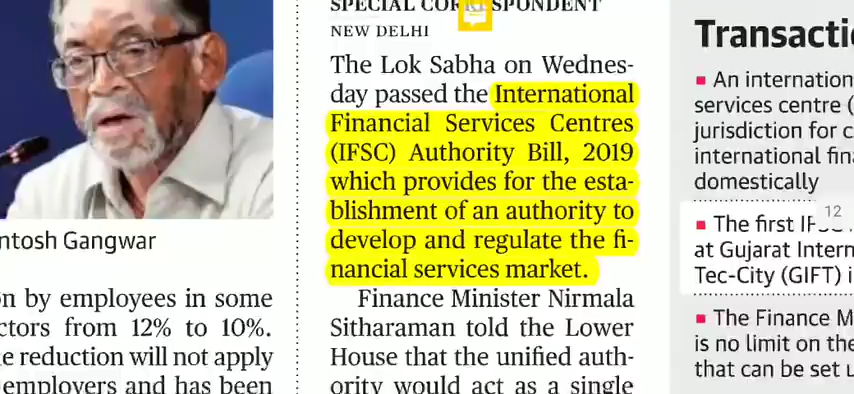 ntosh Gangwar
on by employees in some
ctors from 12% to 10%.
e reduction will not apply
employers and has been
SPECIAL CORRESPONDENT
NEW DELHI
The Lok Sabha on Wednes-
day passed the International
Financial Services Centres
(IFSC) Authority Bill, 2019
which provides for the esta-
blishment of an authority to
develop and regulate the fi-
nancial services market.
Finance Minister Nirmala
Sitharaman told the Lower
House that the unified auth-
ority would act as a single
Transacti
An internation
services centre (
jurisdiction for c
international fina
domestically
12
The first IFS
at Gujarat Intern
Tec-City (GIFT) i
The Finance M
is no limit on the
that can be set u